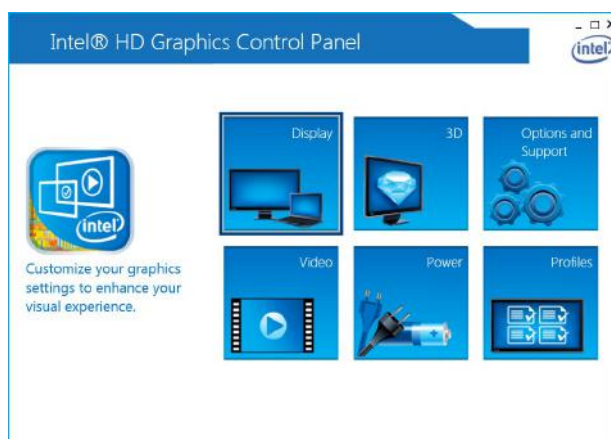 Intel® HD Graphics Control Panel
intel
Display
3D
Options and
Support
intel
Customize your graphics
settings to enhance your
visual experience.
Video
Power
Profiles